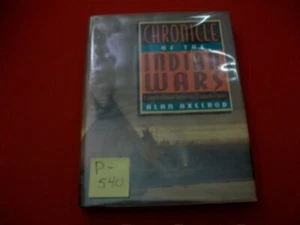 CHRONICLE
OF THE
INDIAN
WARS
ALAN AXELROD
P-
540